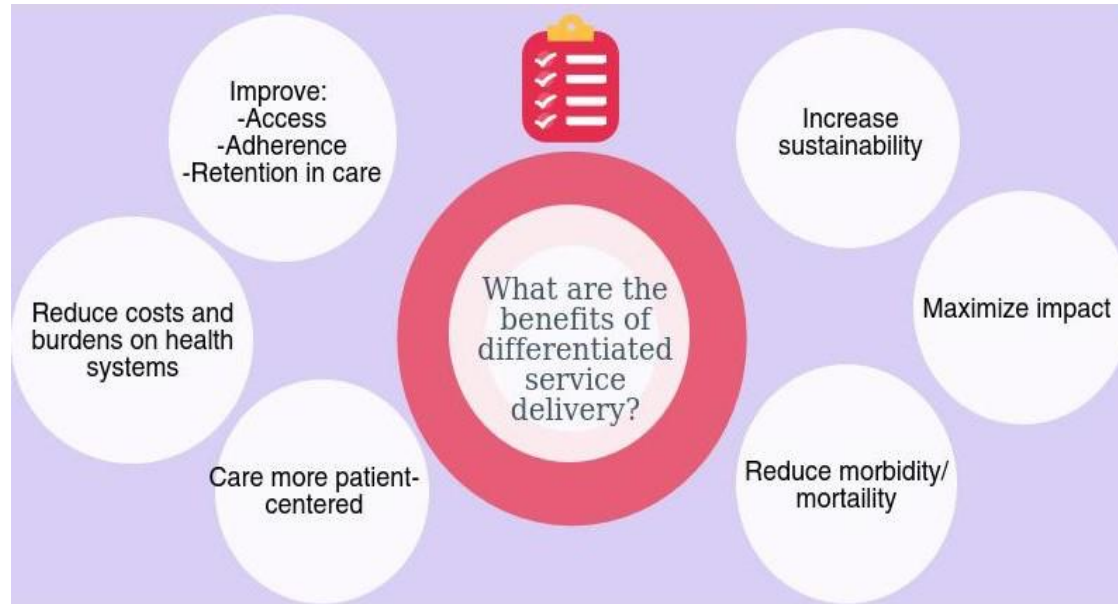 Improve:
-Access
-Adherence
-Retention in care
Reduce costs and
burdens on health
systems
Care more patient-
centered
What are the
benefits of
differentiated
service
delivery?
Increase
sustainability
Maximize impact
Reduce morbidity/
mortaility